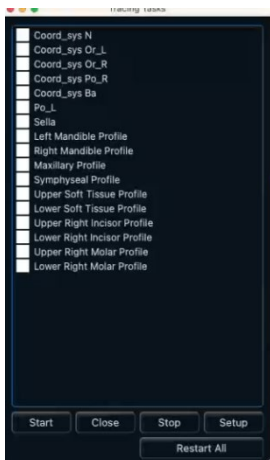 Tracing Tasks
Coord_sys N
Coord_sys Or_L
Coord_sys Or_R
Coord_sys Po_R
Coord_sys Ba
Po_L
Sella
Left Mandible Profile
Right Mandible Profile
Maxillary Profile
Symphyseal Profile
Upper Soft Tissue Profile
Lower Soft Tissue Profile
Upper Right Incisor Profile
Lower Right Incisor Profile
Upper Right Molar Profile
Lower Right Molar Profile
Start Close Stop Setup
Restart All